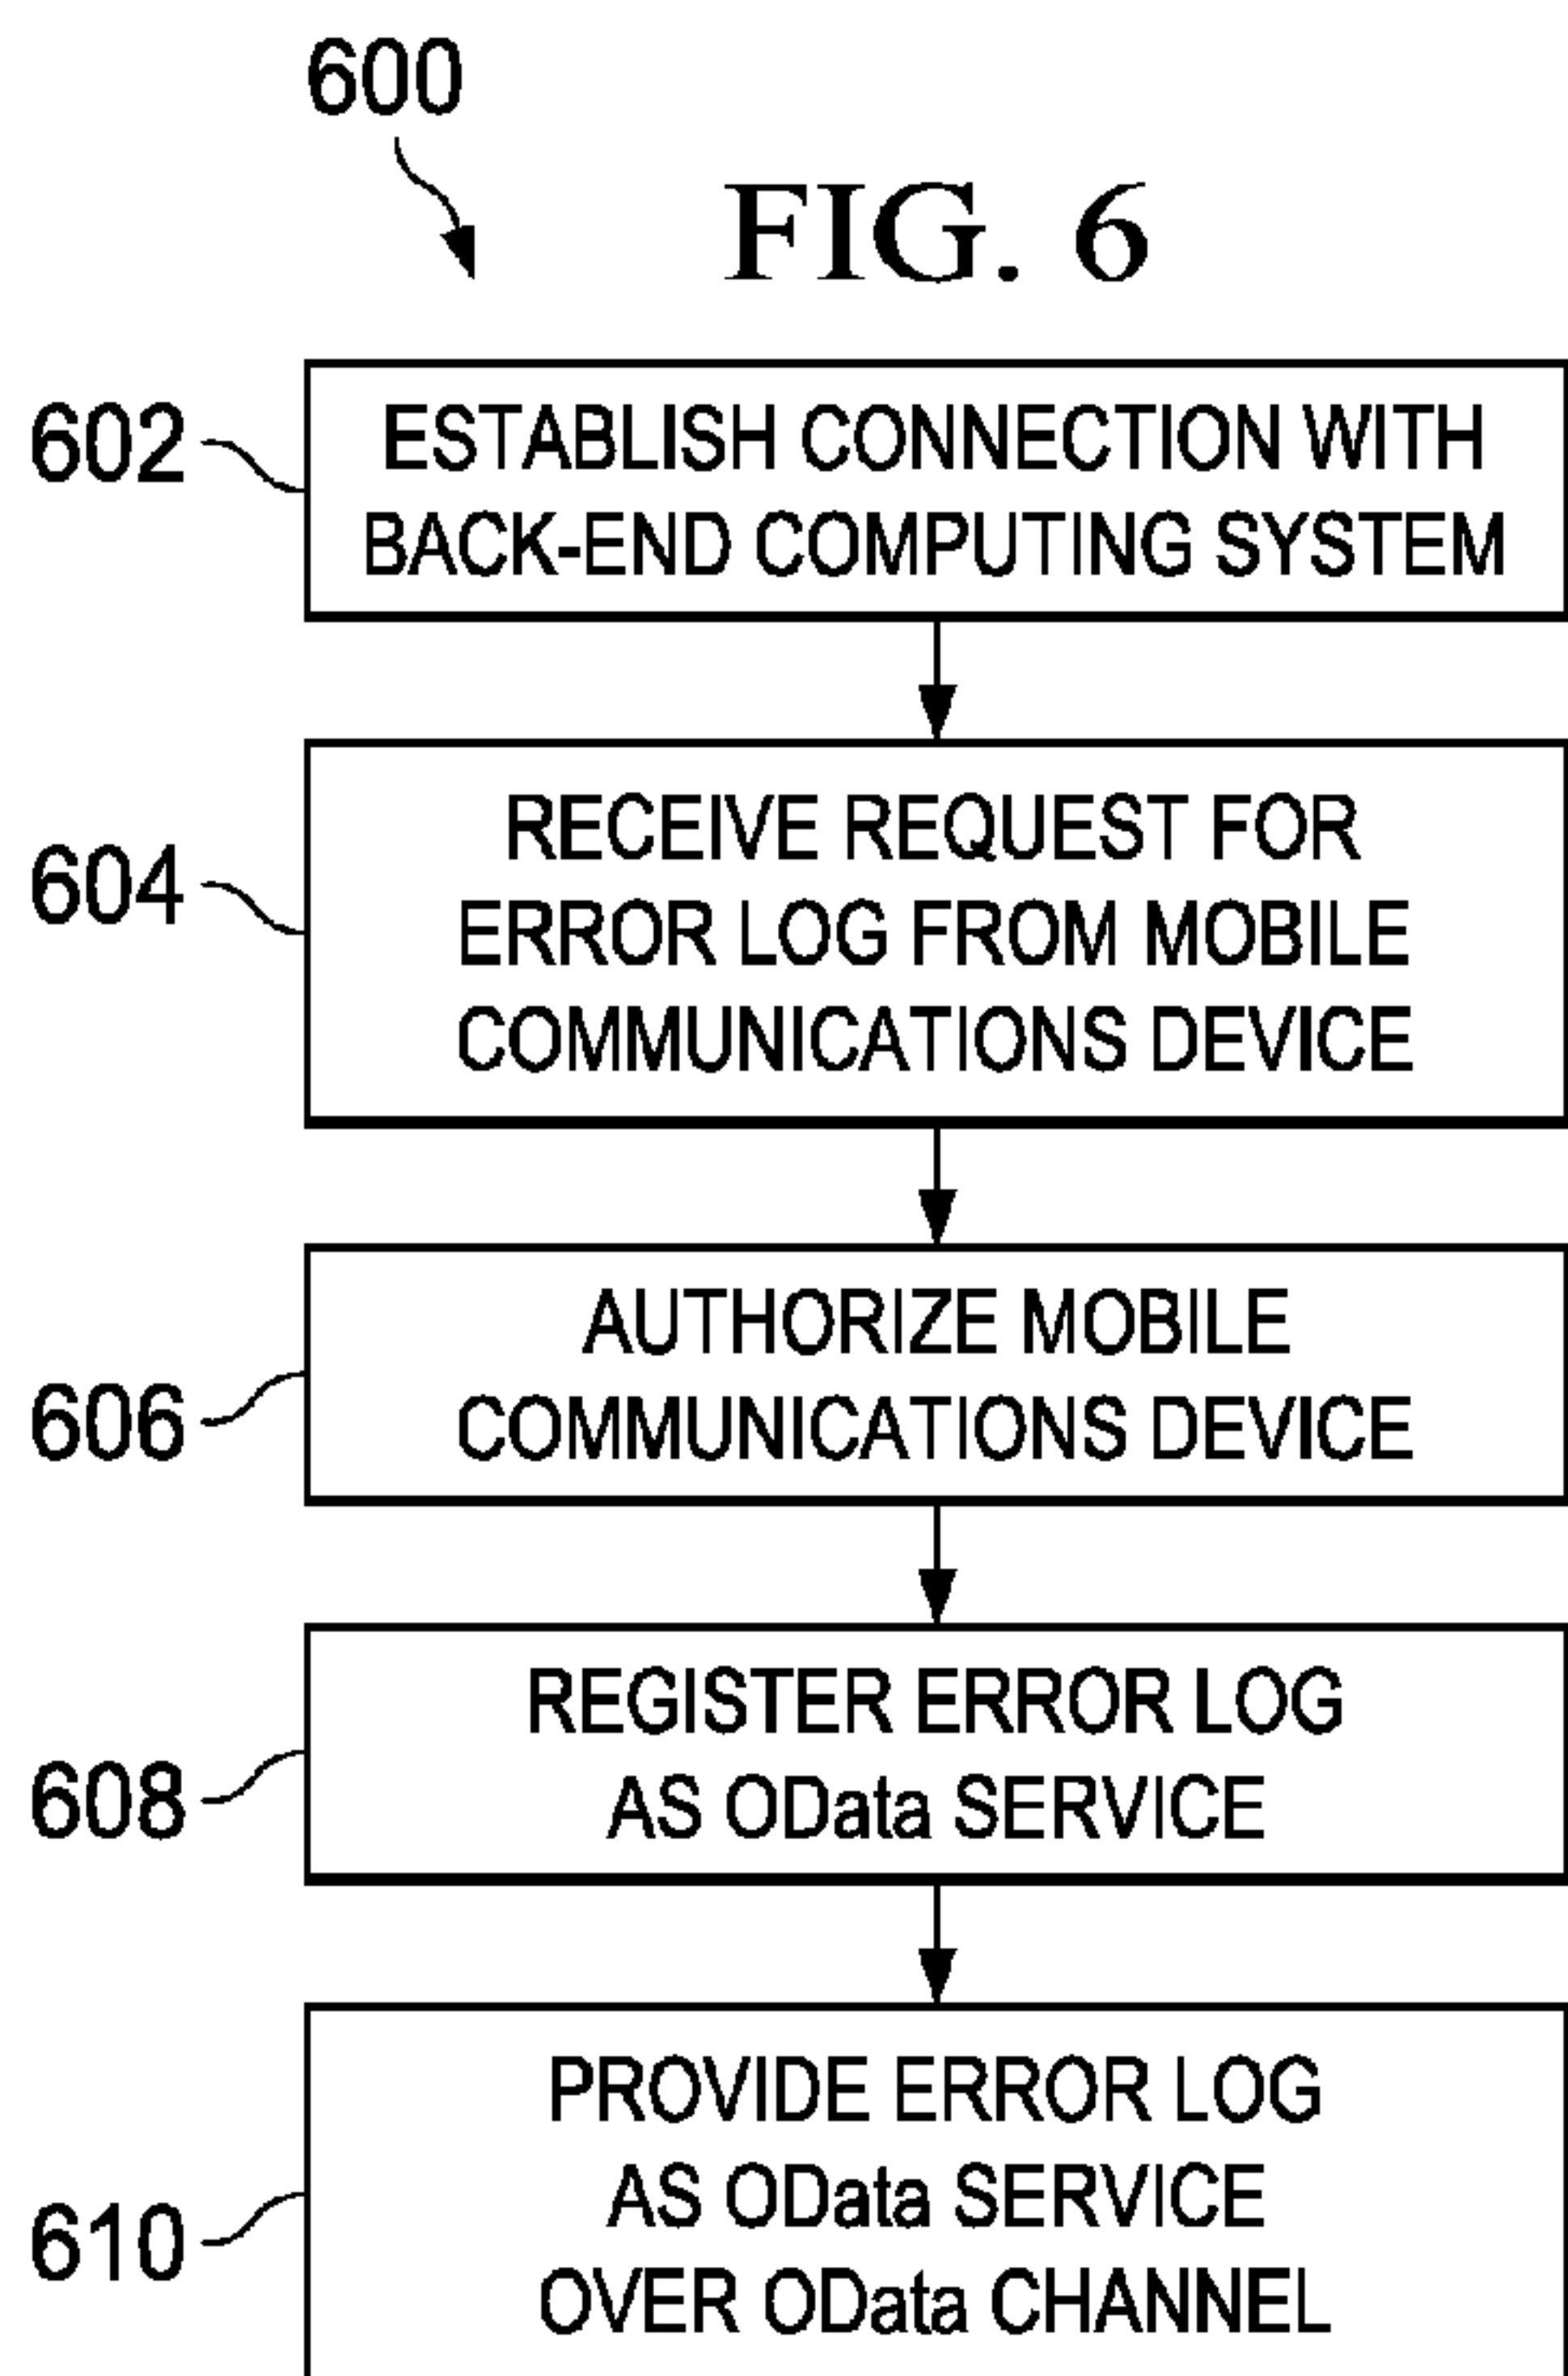 600
FIG. 6
602
ESTABLISH CONNECTION WITH
BACK-END COMPUTING SYSTEM
604
RECEIVE REQUEST FOR
ERROR LOG FROM MOBILE
COMMUNICATIONS DEVICE
606
AUTHORIZE MOBILE
COMMUNICATIONS DEVICE
608
REGISTER ERROR LOG
AS OData SERVICE
610
PROVIDE ERROR LOG
AS OData SERVICE
OVER OData CHANNEL